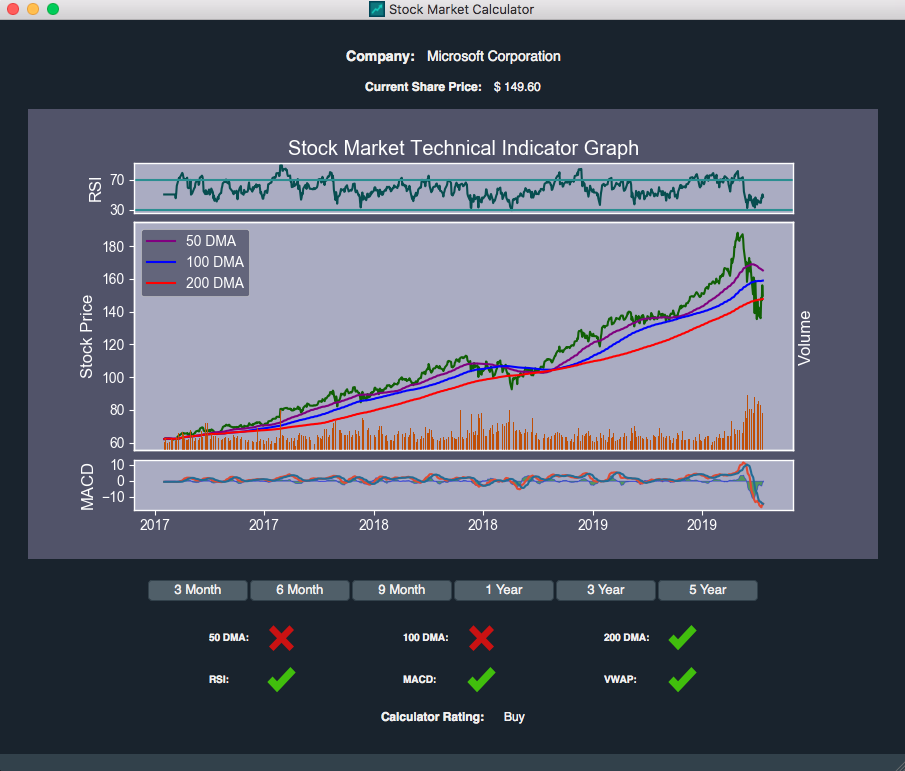 Stock Market Calculator
Company: Microsoft Corporation
Current Share Price: $ 149.60
Stock Market Technical Indicator Graph
RSI
70
30
50 DMA
100 DMA
200 DMA
Stock Price
180
160
140
120
100
80
60
Volume
MACD
10
0
−10
2017 2017 2018 2018 2019 2019
3 Month 6 Month 9 Month 1 Year 3 Year 5 Year
50 DMA: 100 DMA: 200 DMA:
RSI: MACD: VWAP:
Calculator Rating: Buy